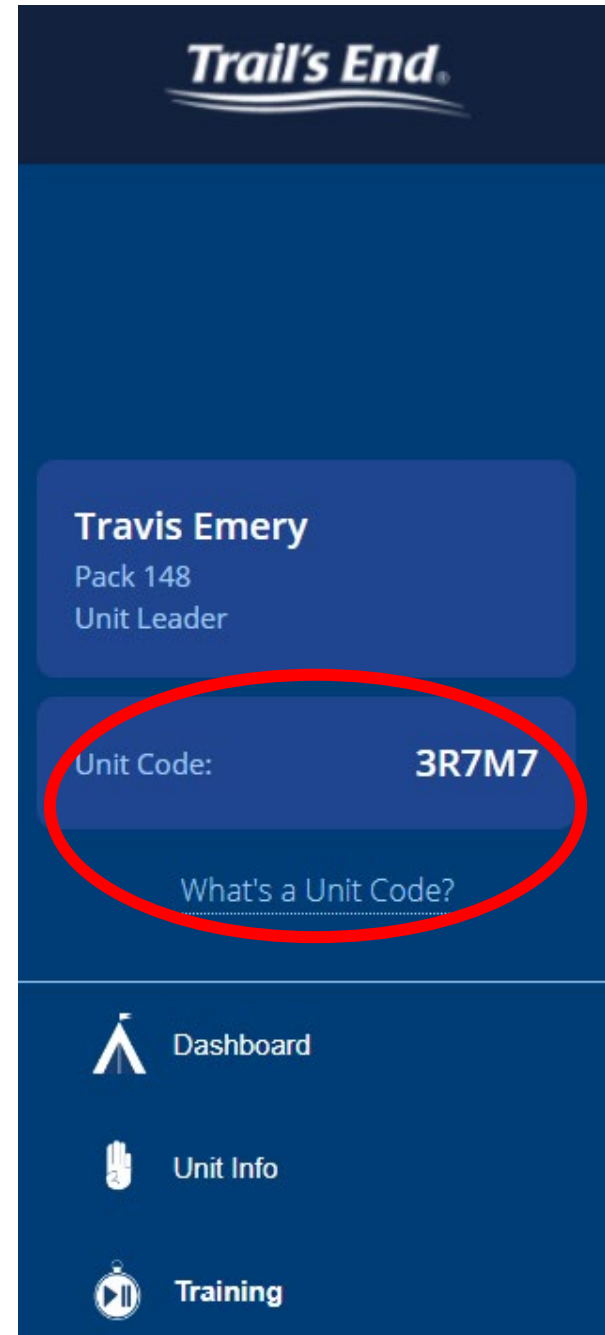 Trail's End®
Travis Emery
Pack 148
Unit Leader
Unit Code: 3R7M7
What's a Unit Code?
Dashboard
Unit Info
Training